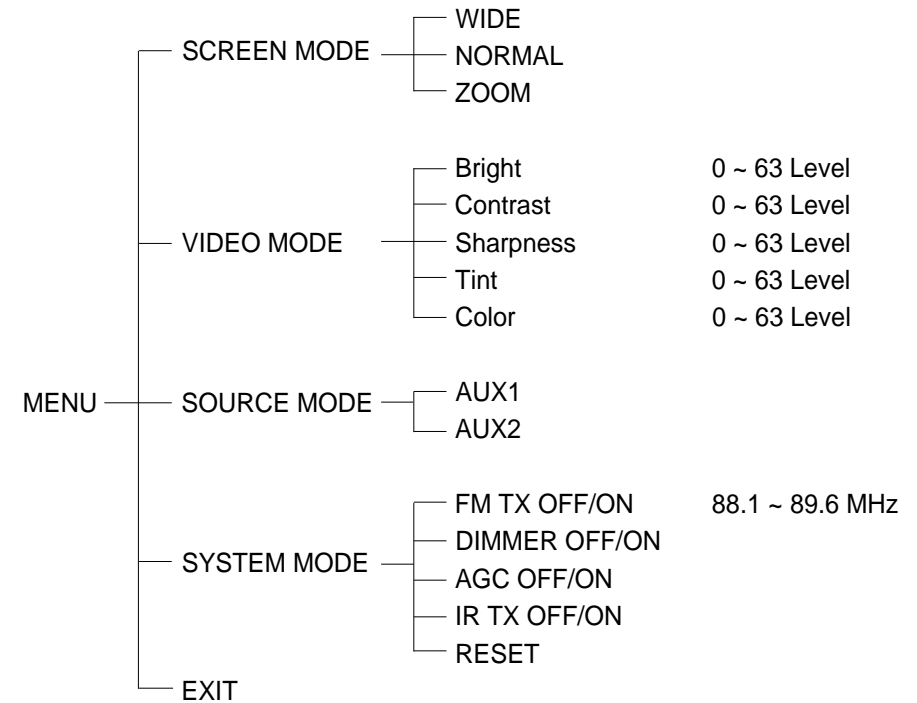 WIDE
SCREEN MODE
NORMAL
ZOOM
Bright 0 ~ 63 Level
Contrast 0 ~ 63 Level
VIDEO MODE
Sharpness 0 ~ 63 Level
Tint 0 ~ 63 Level
Color 0 ~ 63 Level
MENU
SOURCE MODE
AUX1
AUX2
FM TX OFF/ON 88.1 ~ 89.6 MHz
DIMMER OFF/ON
SYSTEM MODE
AGC OFF/ON
IR TX OFF/ON
RESET
EXIT